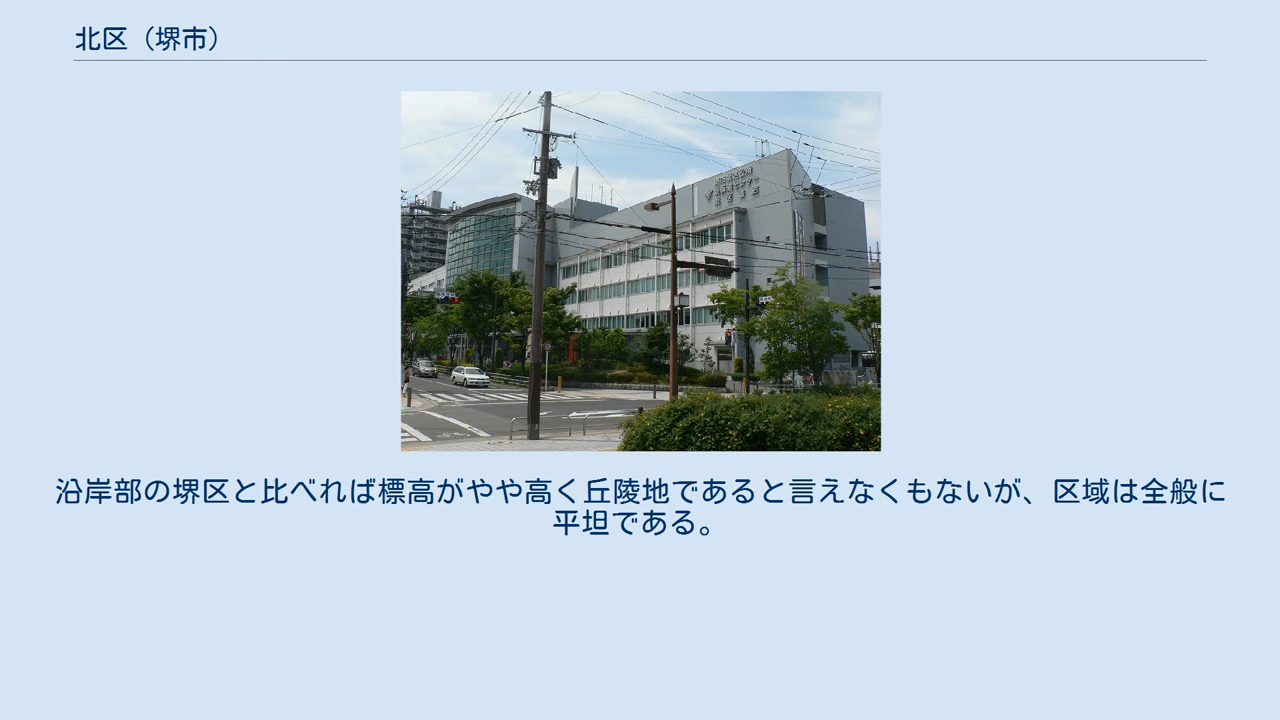 北区（堺市）
沿岸部の堺区と比べれば標高がやや高く丘陵地であると言えなくもないが、区域は全般に
平坦である。